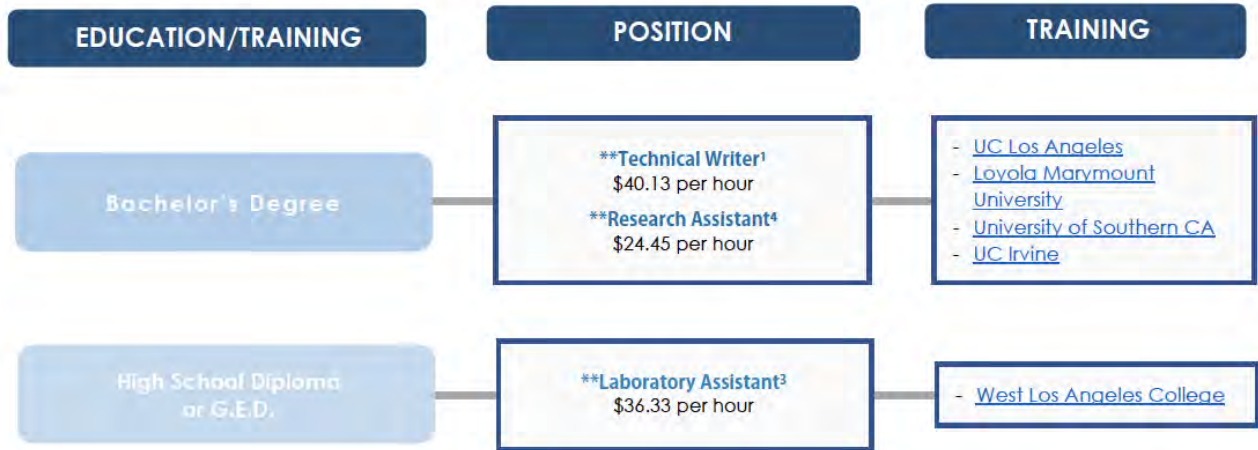 EDUCATION/TRAINING
POSITION
TRAINING
Bachelor's Degree
**Technical Writer¹
$40.13 per hour
**Research Assistant⁴
$24.45 per hour
- UC Los Angeles
- Loyola Marymount
University
- University of Southern CA
- UC Irvine
High School Diploma
or G.E.D.
**Laboratory Assistant³
$36.33 per hour
- West Los Angeles College